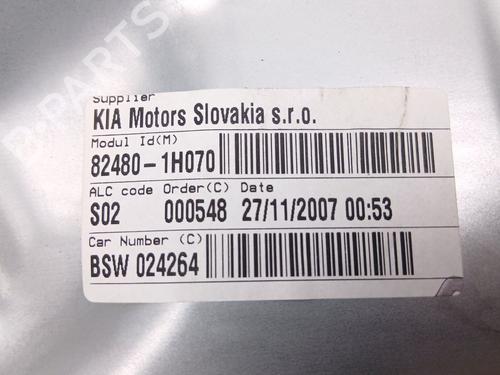 Supplier
KIA Motors Slovakia s.r.o.
Modul Id(M)
82480-1H070
ALC code Order(C) Date
S02 000548 27/11/2007 00:53
Car Number (C)
BSW 024264